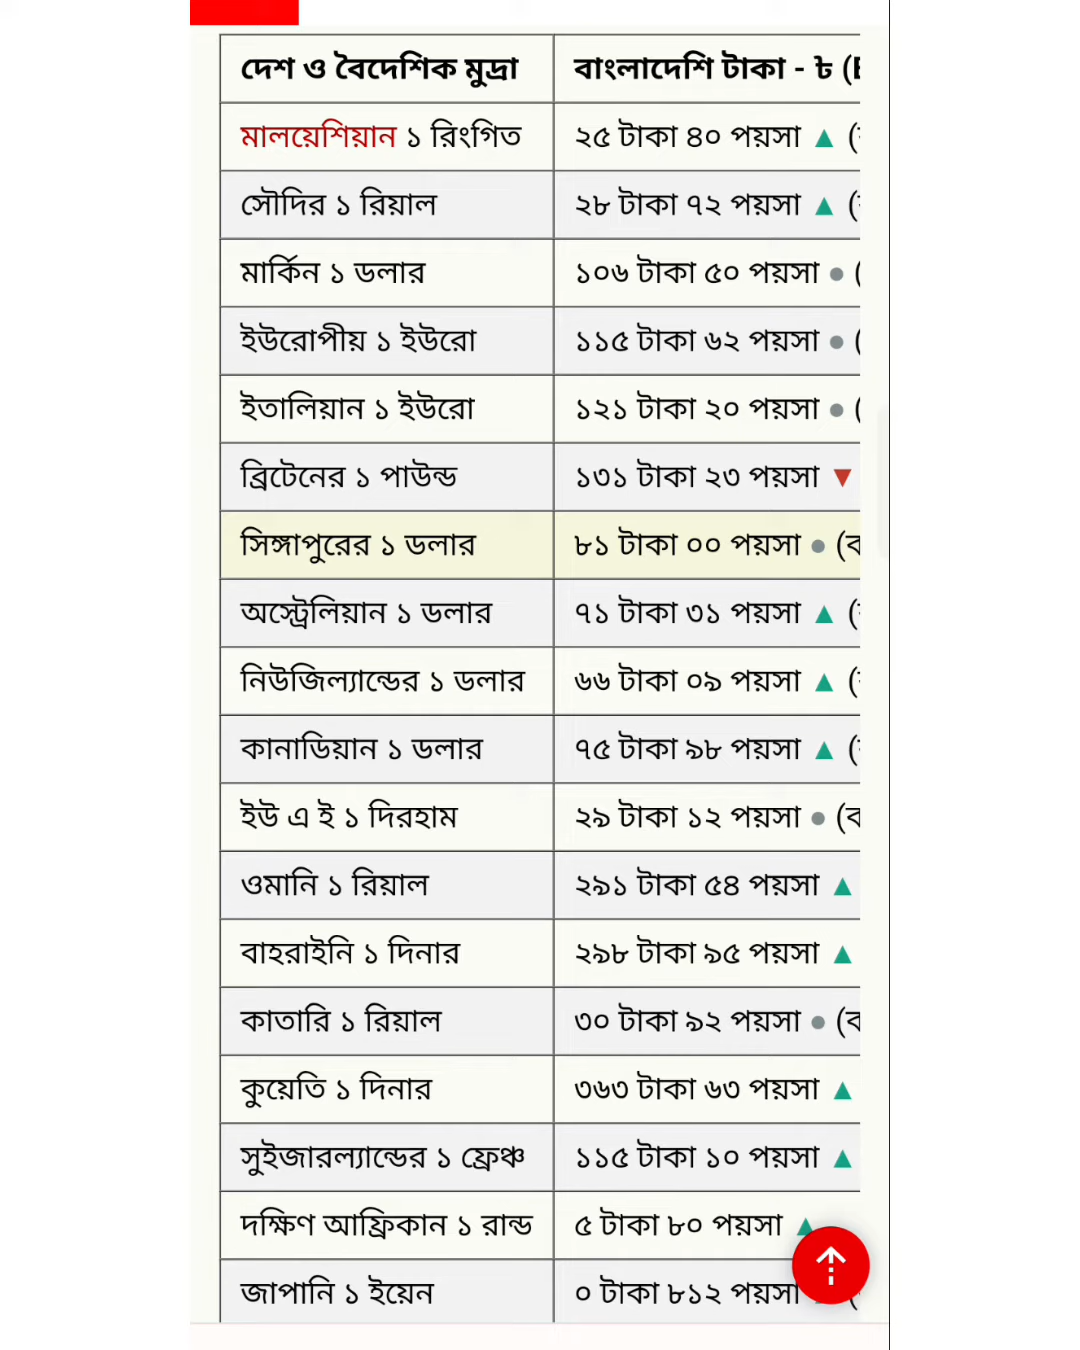 দেশ ও বৈদেশিক মুদ্রা বাংলাদেশি টাকা - ৳ (
মালয়েশিয়ান ১ রিংগিত ২৫ টাকা ৪০ পয়সা ▲ (
সৌদির ১ রিয়াল ২৮ টাকা ৭২ পয়সা ▲ (
মার্কিন ১ ডলার ১০৬ টাকা ৫০ পয়সা ● (
ইউরোপীয় ১ ইউরো ১১৫ টাকা ৬২ পয়সা ● (
ইতালিয়ান ১ ইউরো ১২১ টাকা ২০ পয়সা ● (
ব্রিটেনের ১ পাউন্ড ১৩১ টাকা ২৩ পয়সা ▼
সিঙ্গাপুরের ১ ডলার ৮১ টাকা ০০ পয়সা ● (
অস্ট্রেলিয়ান ১ ডলার ৭১ টাকা ৩১ পয়সা ▲ (
নিউজিল্যান্ডের ১ ডলার ৬৬ টাকা ০৯ পয়সা ▲ (
কানাডিয়ান ১ ডলার ৭৫ টাকা ৯৮ পয়সা ▲ (
ইউ এ ই ১ দিরহাম ২৯ টাকা ১২ পয়সা ● (
ওমানি ১ রিয়াল ২৯১ টাকা ৫৪ পয়সা ▲
বাহরাইনি ১ দিনার ২৯৮ টাকা ৯৫ পয়সা ▲
কাতারি ১ রিয়াল ৩০ টাকা ৯২ পয়সা ● (
কুয়েতি ১ দিনার ৩৬৩ টাকা ৬৩ পয়সা ▲
সুইজারল্যান্ডের ১ ফ্রেঞ্চ ১১৫ টাকা ১০ পয়সা ▲
দক্ষিণ আফ্রিকান ১ রান্ড ৫ টাকা ৮০ পয়সা ▲
জাপানি ১ ইয়েন ০ টাকা ৮১২ পয়সা